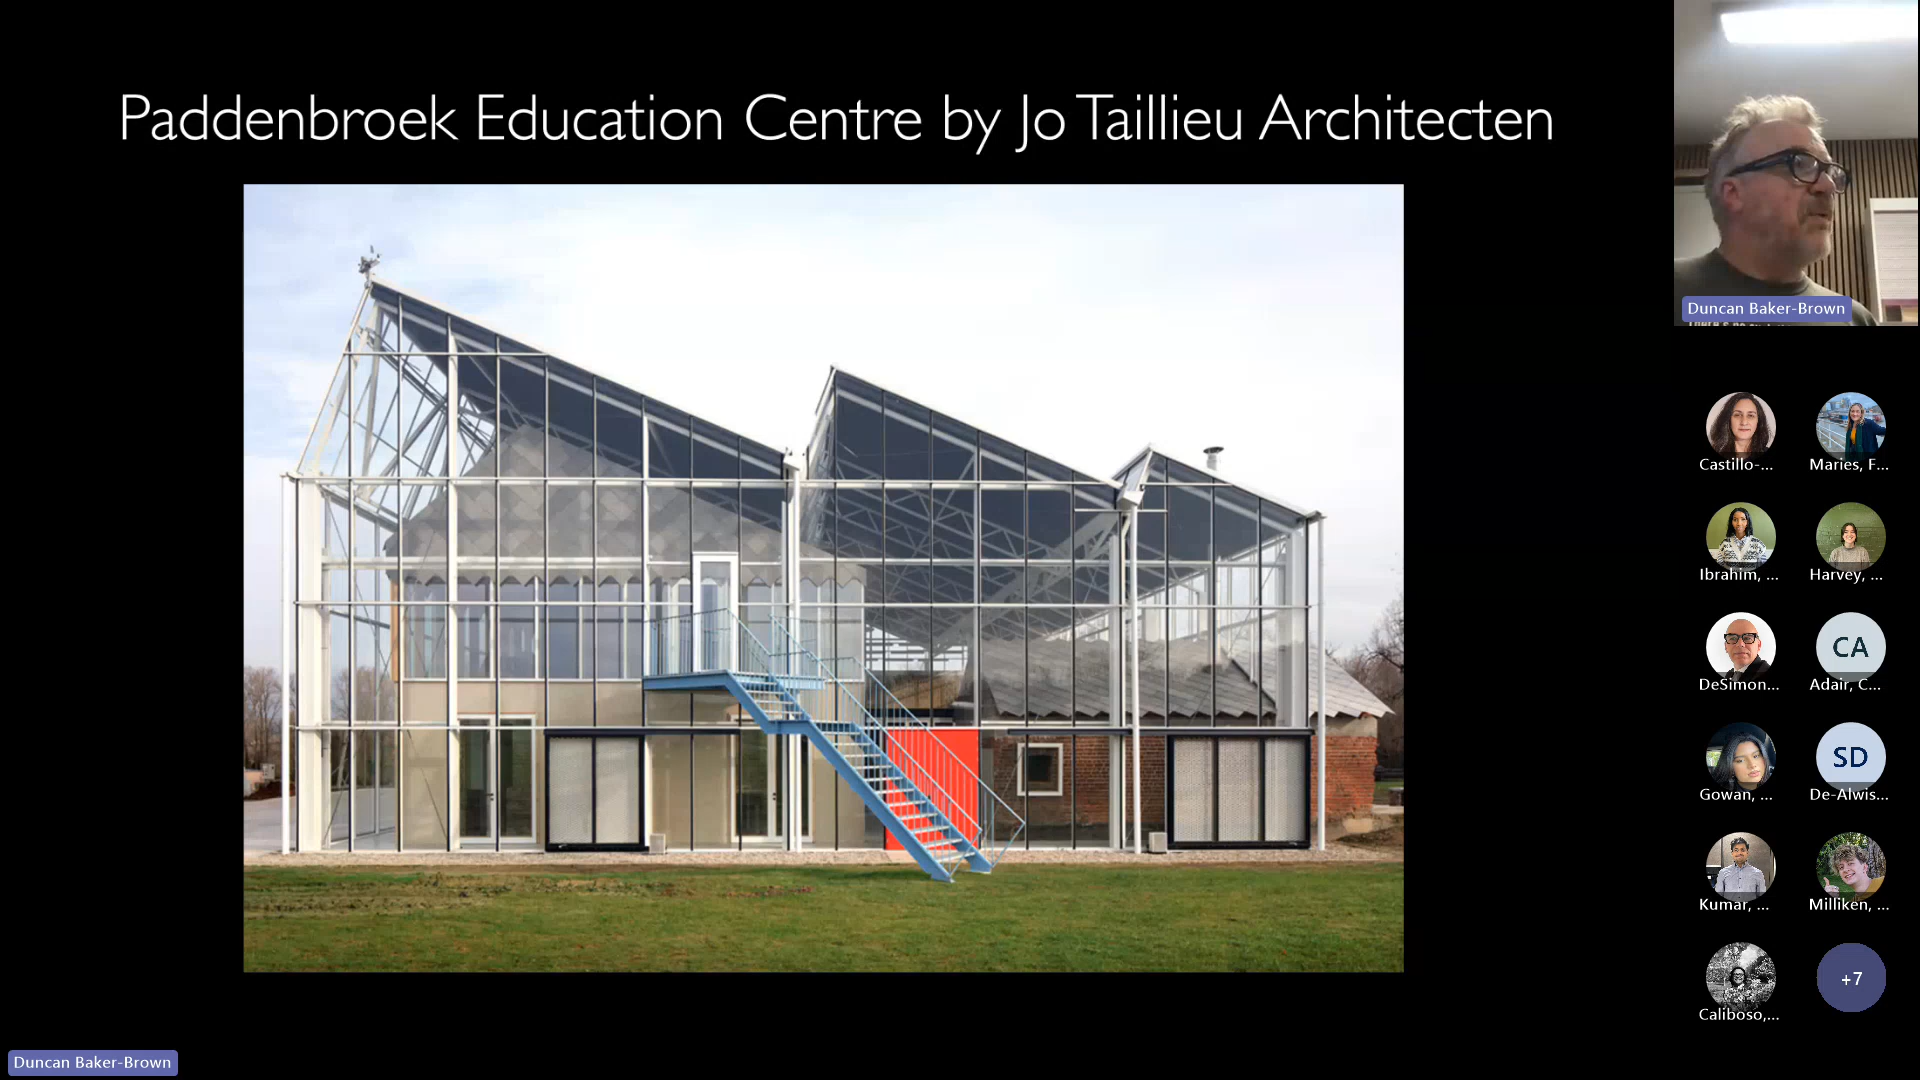 Paddenbroek Education Centre by Jo Taillieu Architecten
Duncan Baker-Brown
Castillo-...
Maries, F...
Ibrahim, ...
Harvey, ...
DeSimon...
CA
Adair, C...
Gowan, ...
SD
De-Alwis...
Kumar, ...
Milliken, ...
Caliboso,...
+7
Duncan Baker-Brown